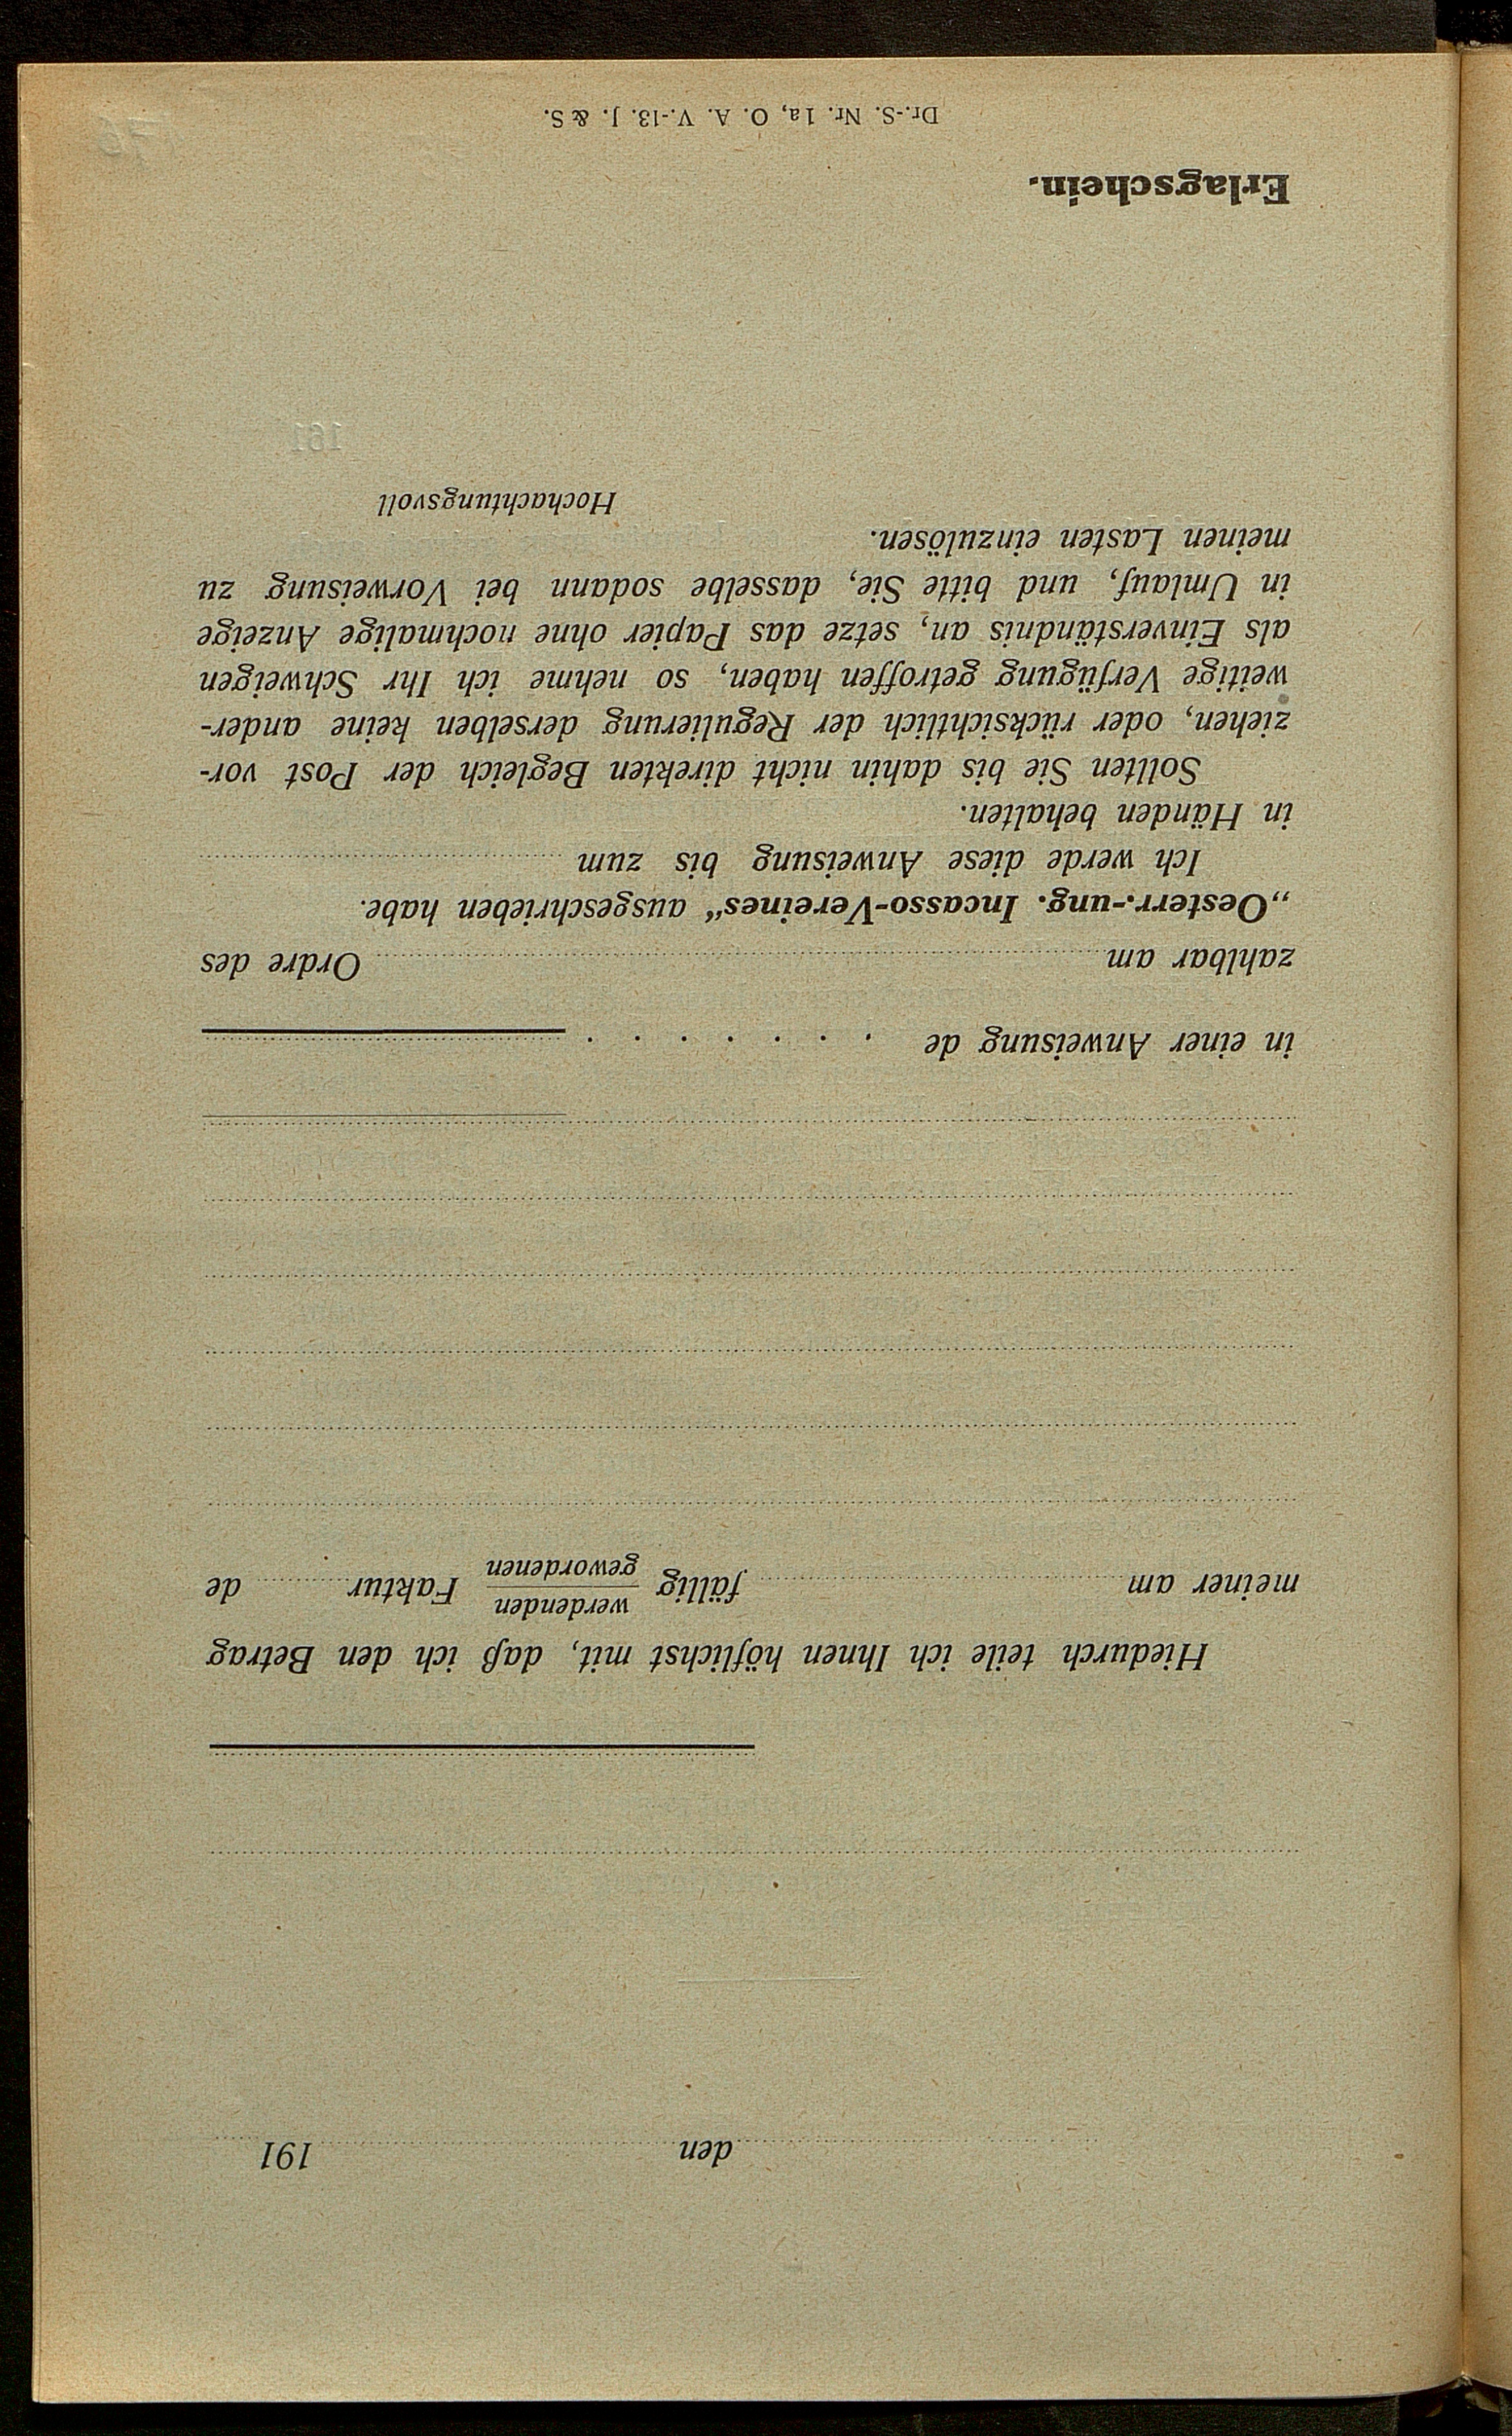 den 191
Hiedurch teile ich Ihnen höflichst mit, daß ich den Betrag
meiner am fällig werdenden
gewordenen Faktur de
in einer Anweisung de . . . . . . .
zahlbar am Ordre des
„Oesterr.-ung. Incasso-Vereines“ ausgeschrieben habe.
Ich werde diese Anweisung bis zum
in Händen behalten.
Sollten Sie bis dahin nicht direkten Begleich der Post vor-
ziehen, oder rücksichtlich der Regulierung derselben keine ander-
weitige Verfügung getroffen haben, so nehme ich Ihr Schweigen
als Einverständnis an, setze das Papier ohne nochmalige Anzeige
in Umlauf, und bitte Sie, dasselbe sodann bei Vorweisung zu
meinen Lasten einzulösen.
Hochachtungsvoll
Erlagschein.
Dr.-S. Nr. 1a, O. A. V.-13. J. & S.